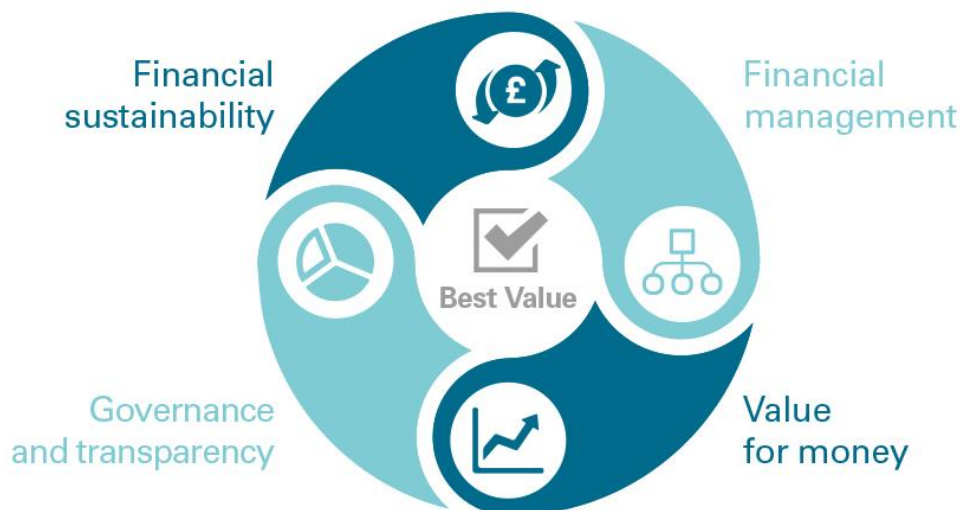 Financial
sustainability
Financial
management
£
Best Value
Governance
and transparency
Value
for money